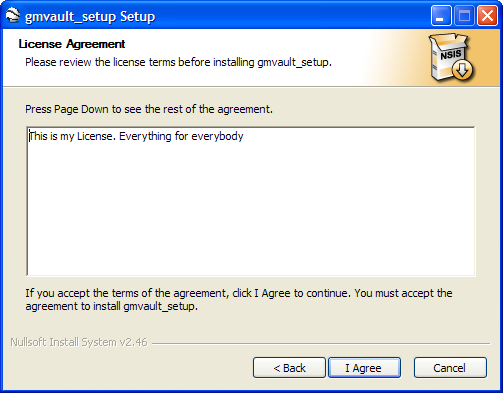 gmvault_setup Setup
License Agreement
Please review the license terms before installing gmvault_setup.
NSIS
Press Page Down to see the rest of the agreement.
This is my License. Everything for everybody
If you accept the terms of the agreement, click I Agree to continue. You must accept the
agreement to install gmvault_setup.
Nullsoft Install System v2.46
< Back
I Agree
Cancel